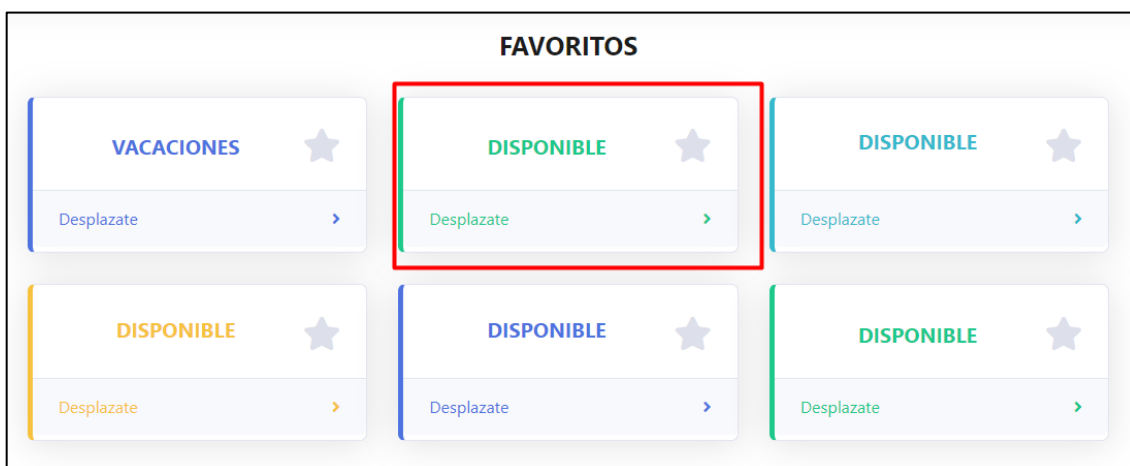 FAVORITOS
VACACIONES
Desplazate
DISPONIBLE
Desplazate
DISPONIBLE
Desplazate
DISPONIBLE
Desplazate
DISPONIBLE
Desplazate
DISPONIBLE
Desplazate